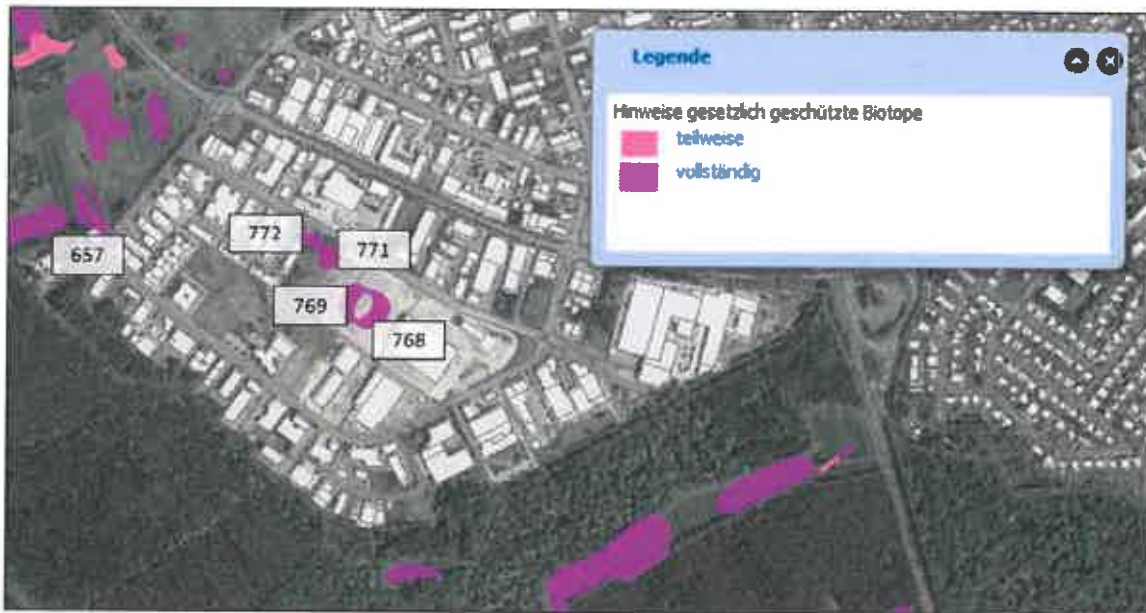 Legende
Hinweise gesetzlich geschützte Biotope
teilweise
vollständig
772
771
657
769
768